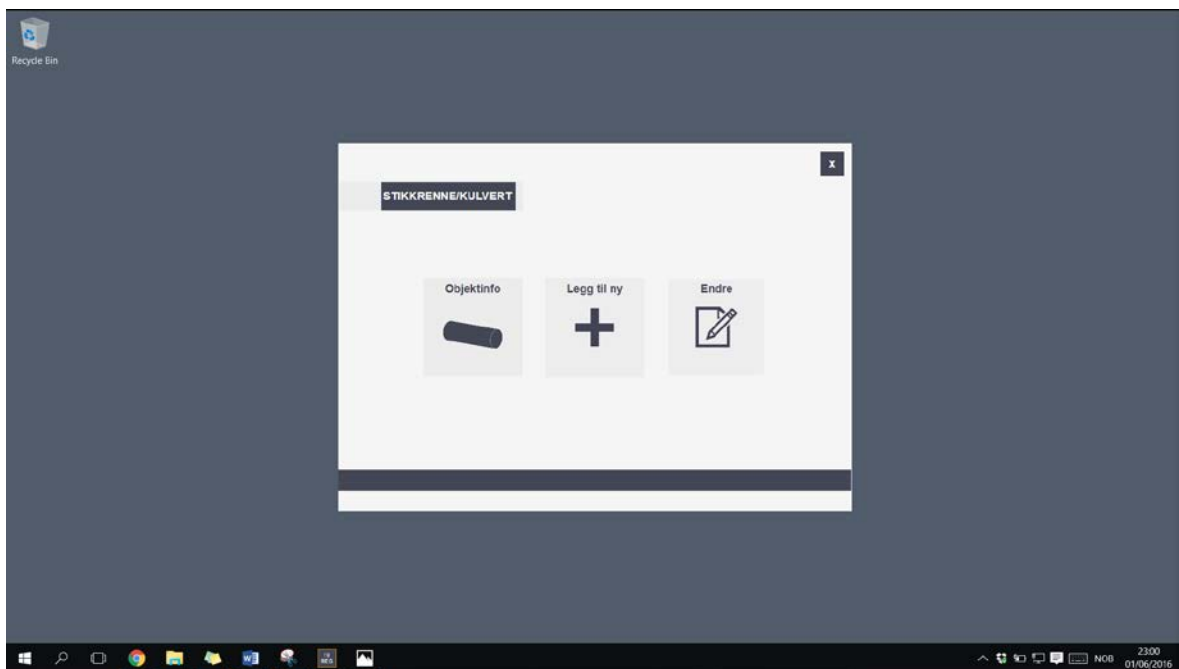 Recycle Bin
X
STIKKRENNE/KULVERT
Objektinfo
Legg til ny
Endre
NOB
23:00
01/06/2016